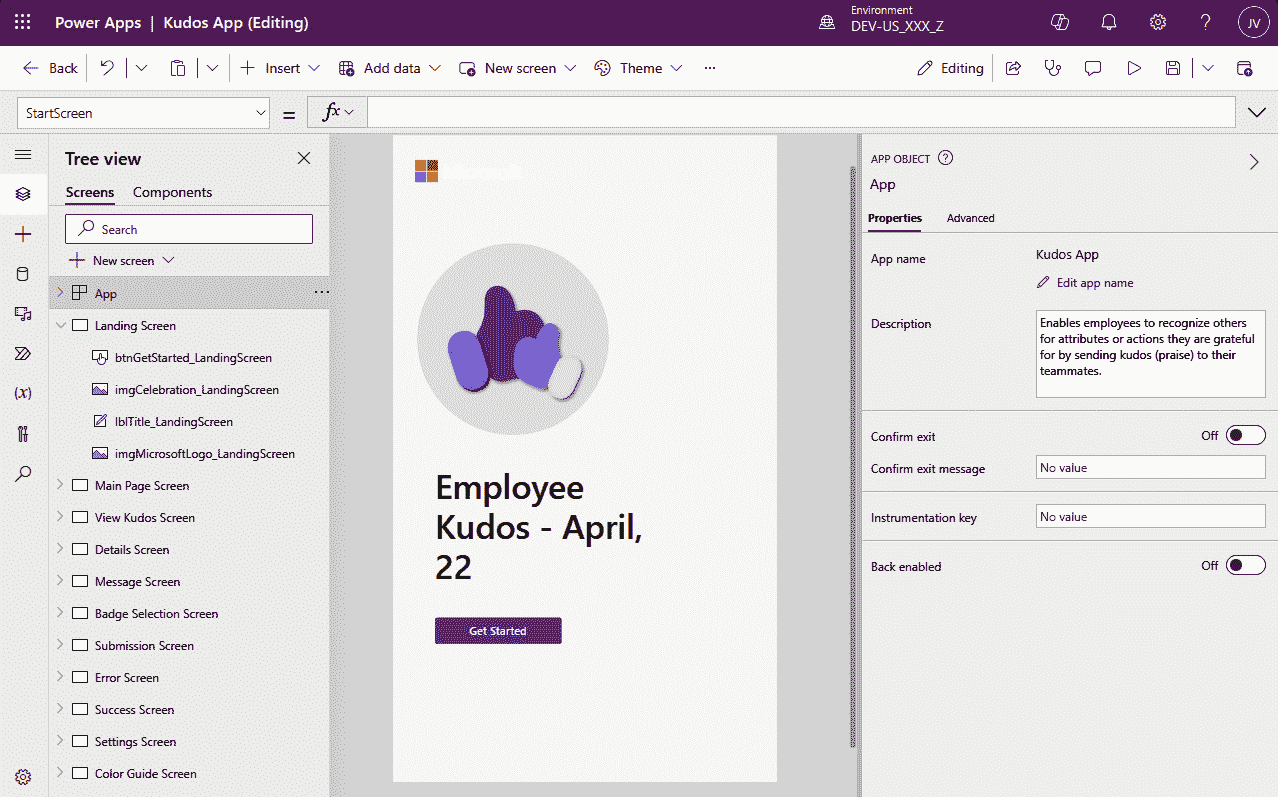 Power Apps | Kudos App (Editing)
Environment
DEV-US_XXX_Z
JV
Back
Insert
Add data
New screen
Theme
Editing
StartScreen
=
fx
Tree view
Screens
Components
Search
New screen
App
Landing Screen
btnGetStarted_LandingScreen
imgCelebration_LandingScreen
lblTitle_LandingScreen
imgMicrosoftLogo_LandingScreen
Main Page Screen
View Kudos Screen
Details Screen
Message Screen
Badge Selection Screen
Submission Screen
Error Screen
Success Screen
Settings Screen
Color Guide Screen
Employee
Kudos - April,
22
Get Started
APP OBJECT
App
Properties
Advanced
App name
Kudos App
Edit app name
Description
Enables employees to recognize others
for attributes or actions they are grateful
for by sending kudos (praise) to their
teammates.
Confirm exit
Off
Confirm exit message
No value
Instrumentation key
No value
Back enabled
Off